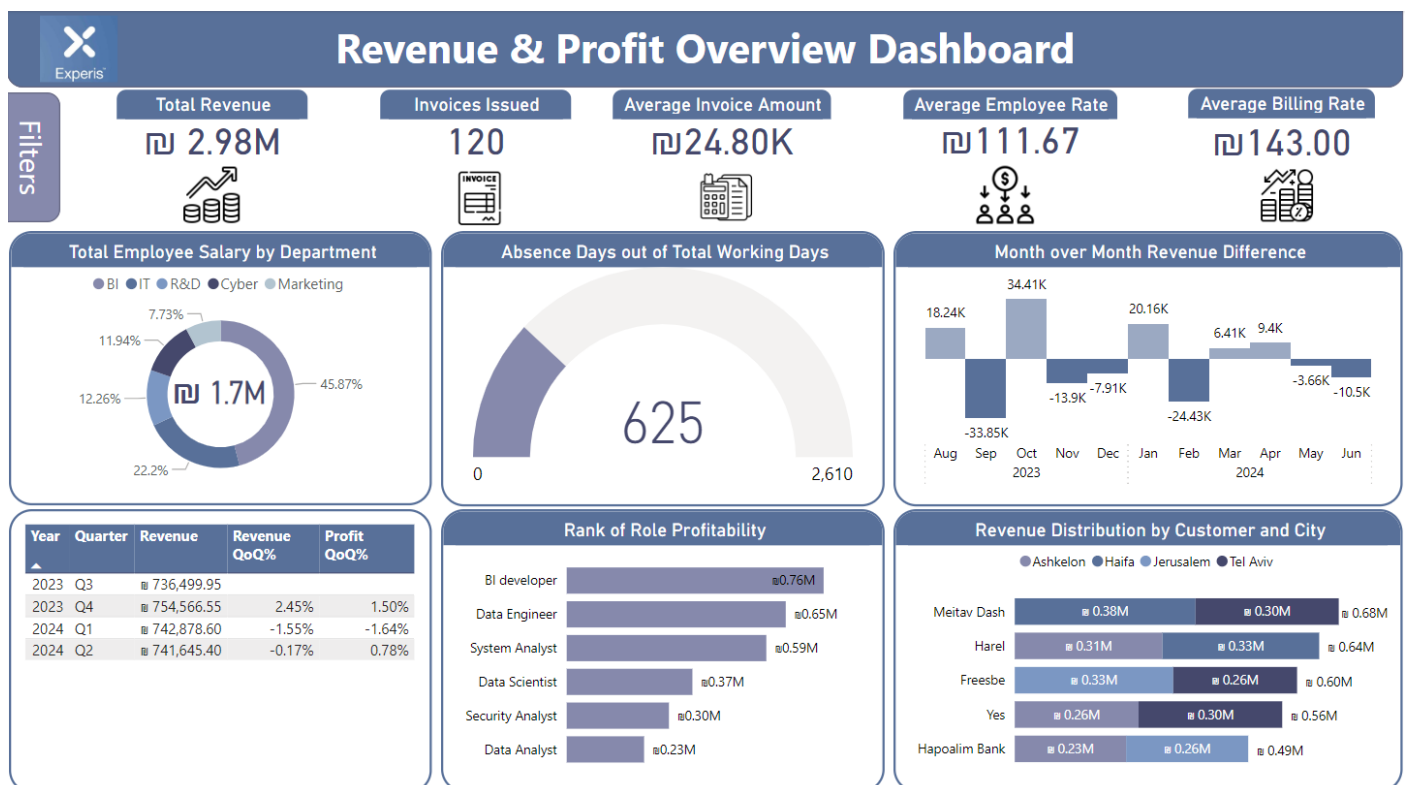 Experis
Revenue & Profit Overview Dashboard
Filters
Total Revenue
₪ 2.98M
Invoices Issued
120
INVOICE
Average Invoice Amount
₪24.80K
Average Employee Rate
₪111.67
$
Average Billing Rate
₪143.00
%
Total Employee Salary by Department
BI IT R&D Cyber Marketing
7.73%
11.94%
12.26%
22.2%
45.87%
₪ 1.7M
Absence Days out of Total Working Days
625
0
2,610
Month over Month Revenue Difference
18.24K
-33.85K
34.41K
-13.9K
-7.91K
20.16K
-24.43K
6.41K
9.4K
-3.66K
-10.5K
Aug Sep Oct Nov Dec Jan Feb Mar Apr May Jun
2023 2024
Year Quarter Revenue Revenue QoQ% Profit QoQ%
2023 Q3 ₪ 736,499.95
2023 Q4 ₪ 754,566.55 2.45% 1.50%
2024 Q1 ₪ 742,878.60 -1.55% -1.64%
2024 Q2 ₪ 741,645.40 -0.17% 0.78%
Rank of Role Profitability
BI developer ₪0.76M
Data Engineer ₪0.65M
System Analyst ₪0.59M
Data Scientist ₪0.37M
Security Analyst ₪0.30M
Data Analyst ₪0.23M
Revenue Distribution by Customer and City
Ashkelon Haifa Jerusalem Tel Aviv
Meitav Dash ₪ 0.38M ₪ 0.30M ₪ 0.68M
Harel ₪ 0.31M ₪ 0.33M ₪ 0.64M
Freesbe ₪ 0.33M ₪ 0.26M ₪ 0.60M
Yes ₪ 0.26M ₪ 0.30M ₪ 0.56M
Hapoalim Bank ₪ 0.23M ₪ 0.26M ₪ 0.49M